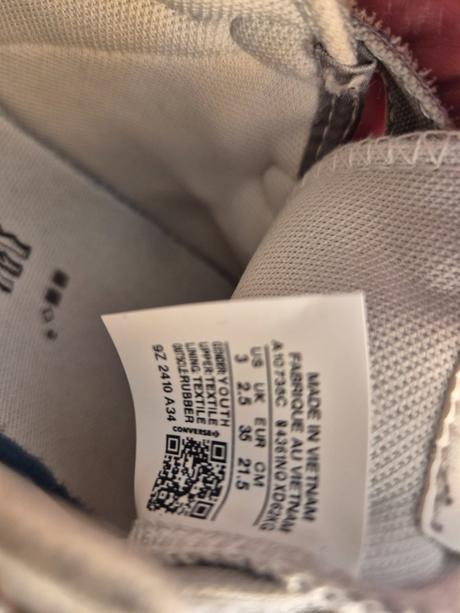 MADE IN VIETNAM
FABRIQUE AU VIETNAM
US UK EUR CM
3 2.5 35 21.5
GENDER YOUTH
UPPER TEXTILE
LINING TEXTILE
OUTSOLE RUBBER
9Z 2410 A34
CONVERSE